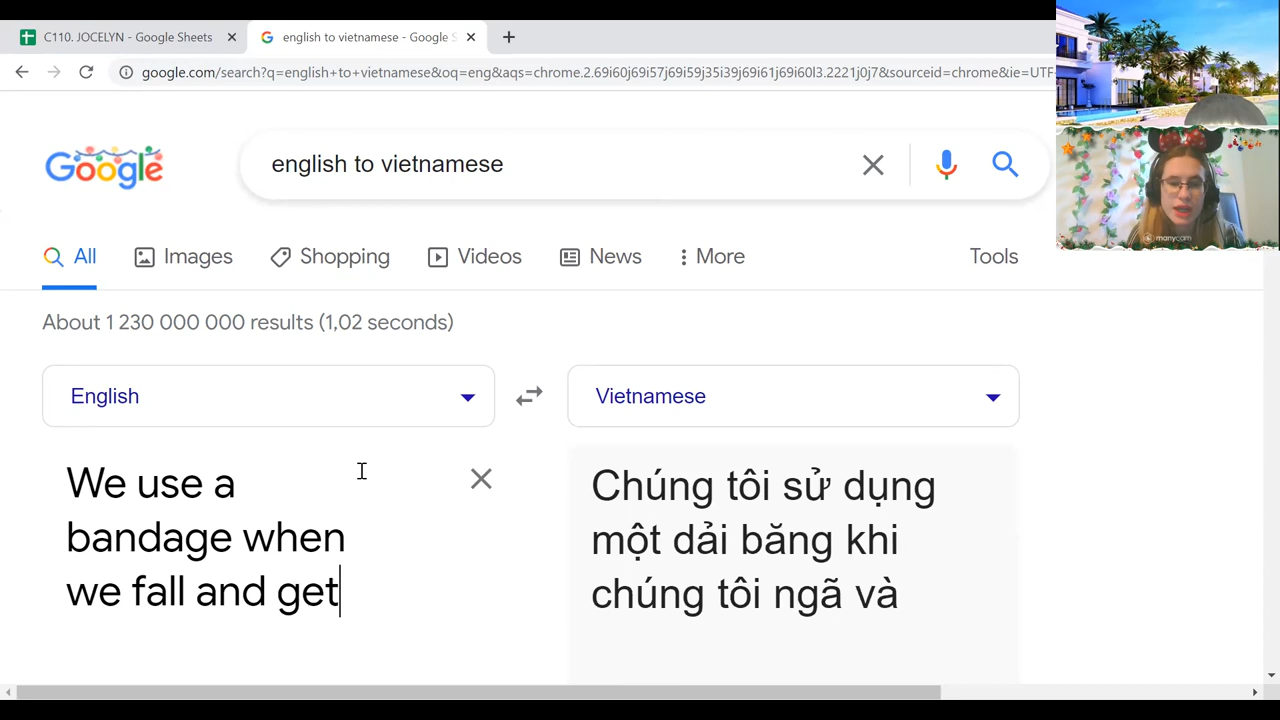 C110. JOCELYN - Google Sheets
english to vietnamese - Google S
google.com/search?q=english+to+vietnamese&oq=eng&aqs=chrome.2.69i60j69i57j69i59j35i39j69i61j69i60l3.2221j0j7&sourceid=chrome&ie=UTF-
Google
english to vietnamese
All
Images
Shopping
Videos
News
More
Tools
About 1 230 000 000 results (1,02 seconds)
English
Vietnamese
We use a
bandage when
we fall and get
Chúng tôi sử dụng
một dải băng khi
chúng tôi ngã và
manycam